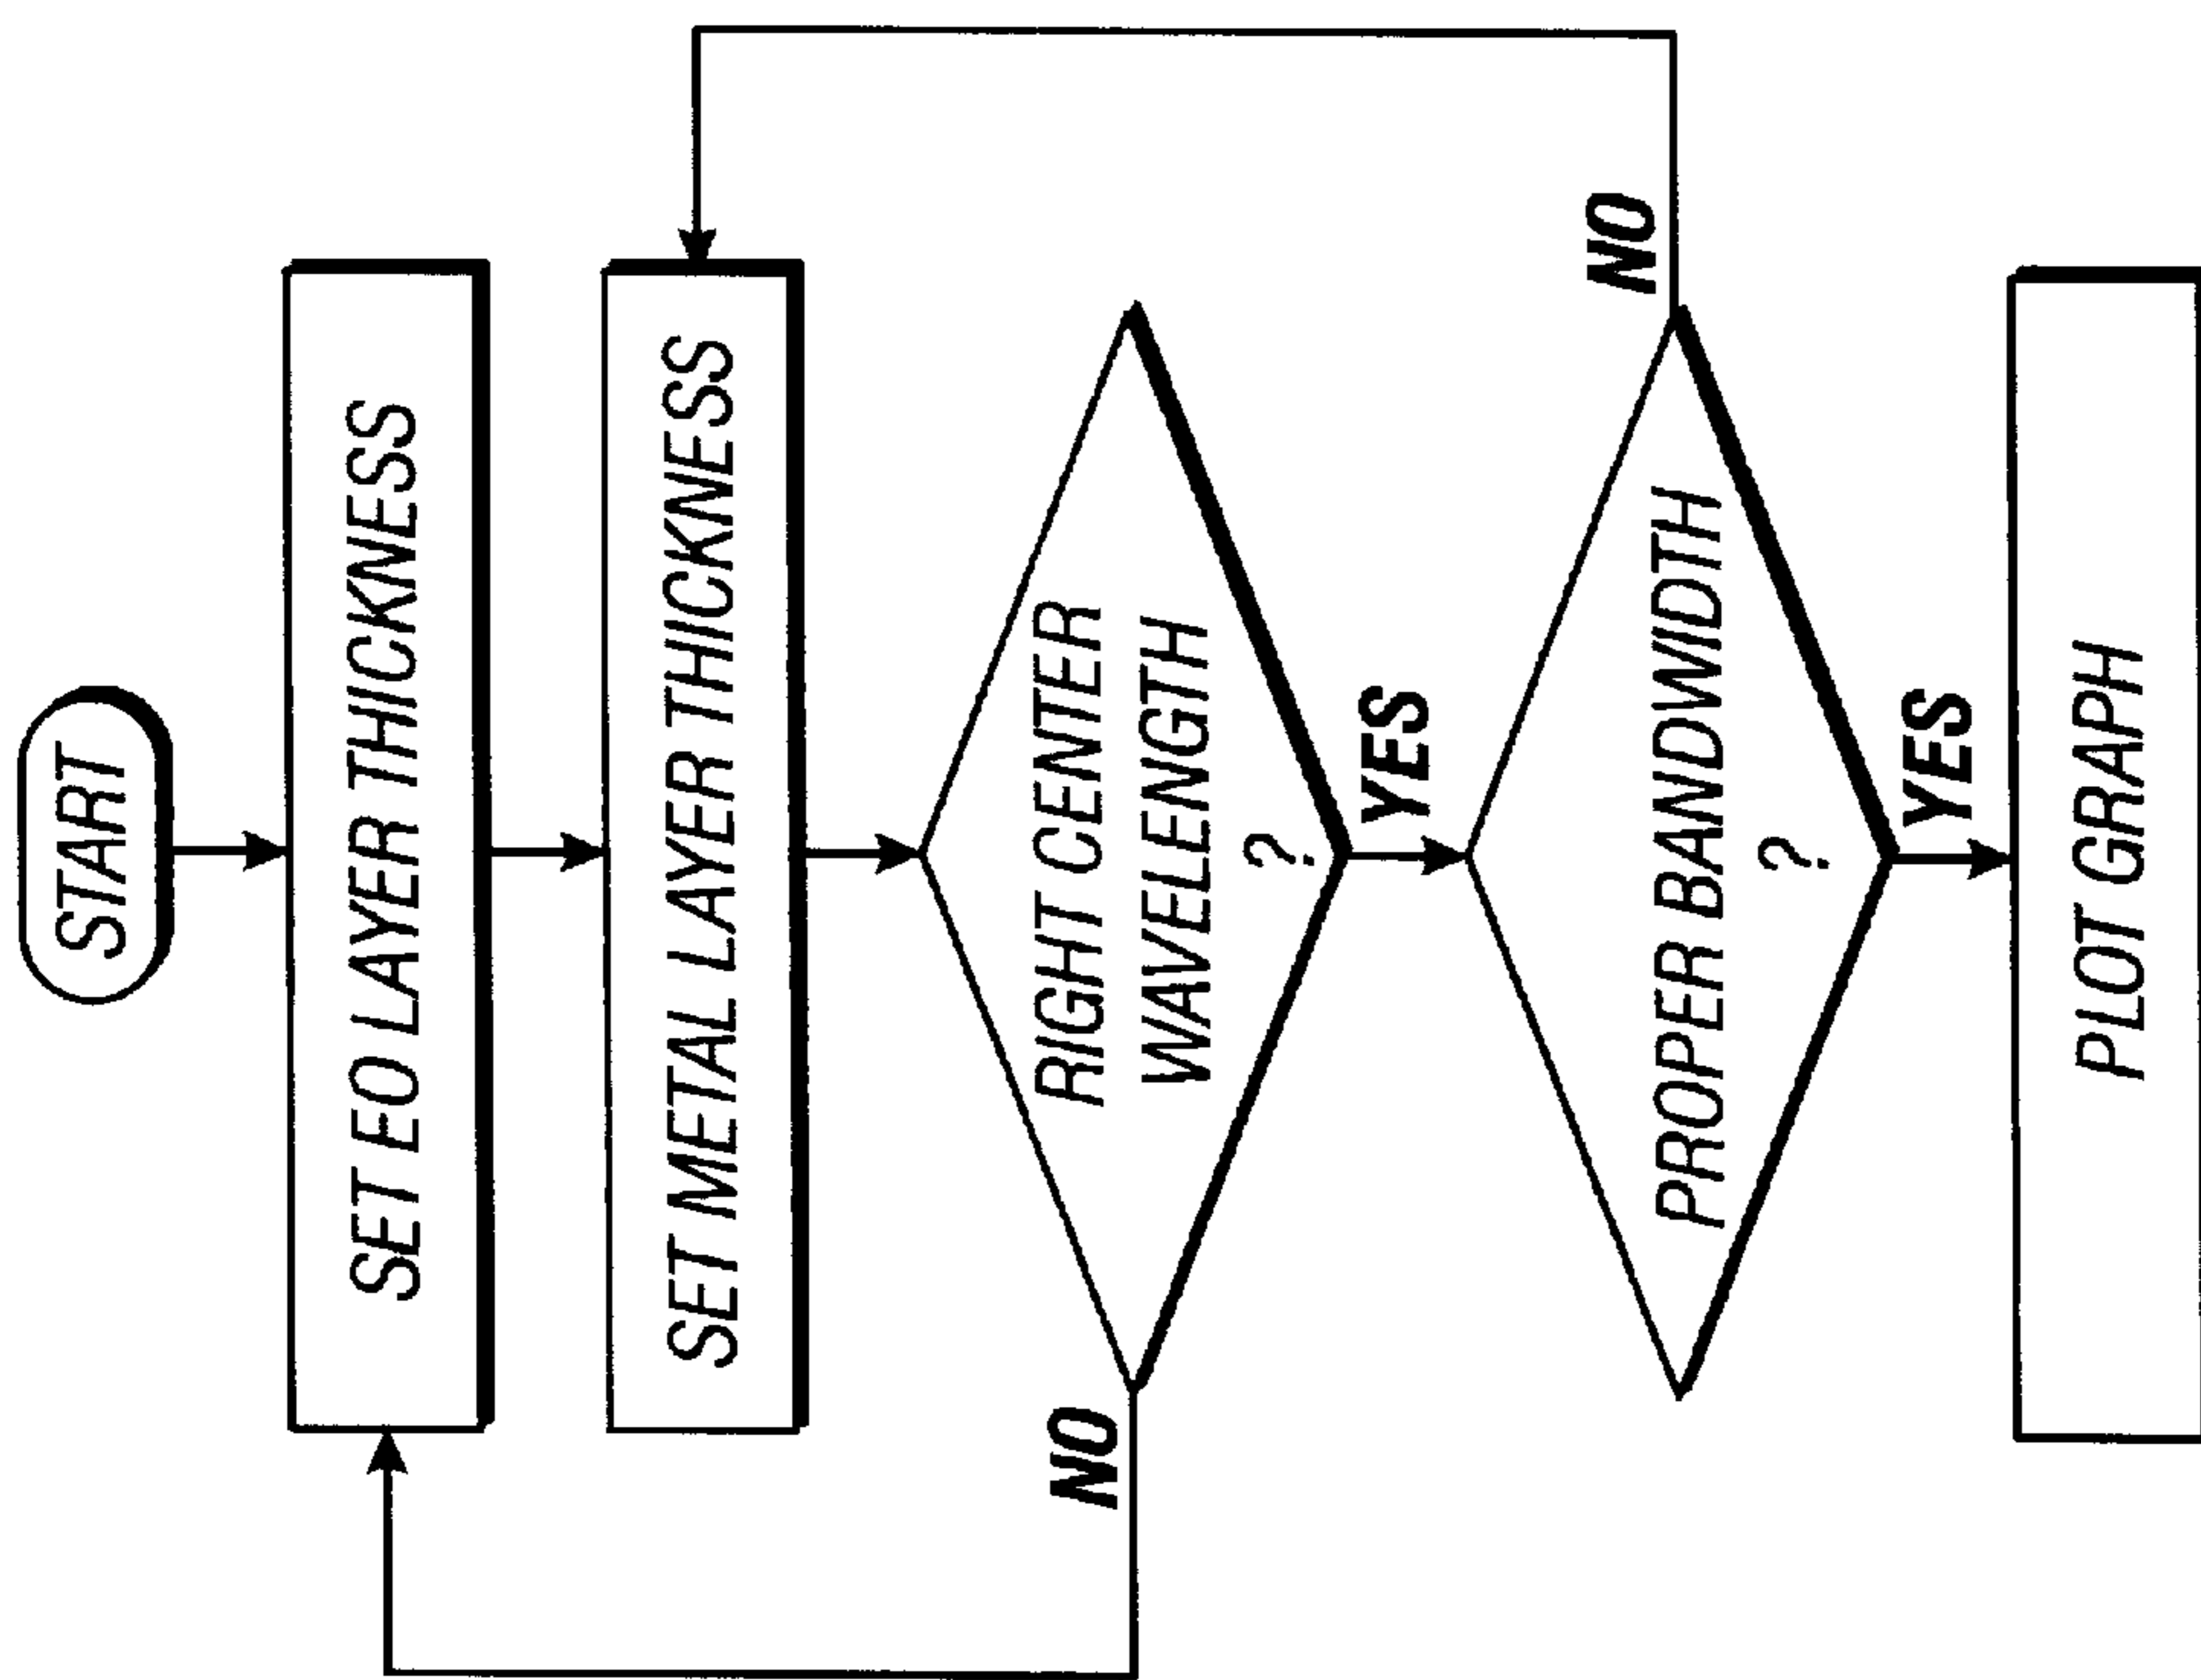 START
SET EO LAYER THICKNESS
SET METAL LAYER THICKNESS
RIGHT CENTER
WAVELENGTH
?
NO
YES
PROPER BANDWIDTH
?
NO
YES
PLOT GRAPH